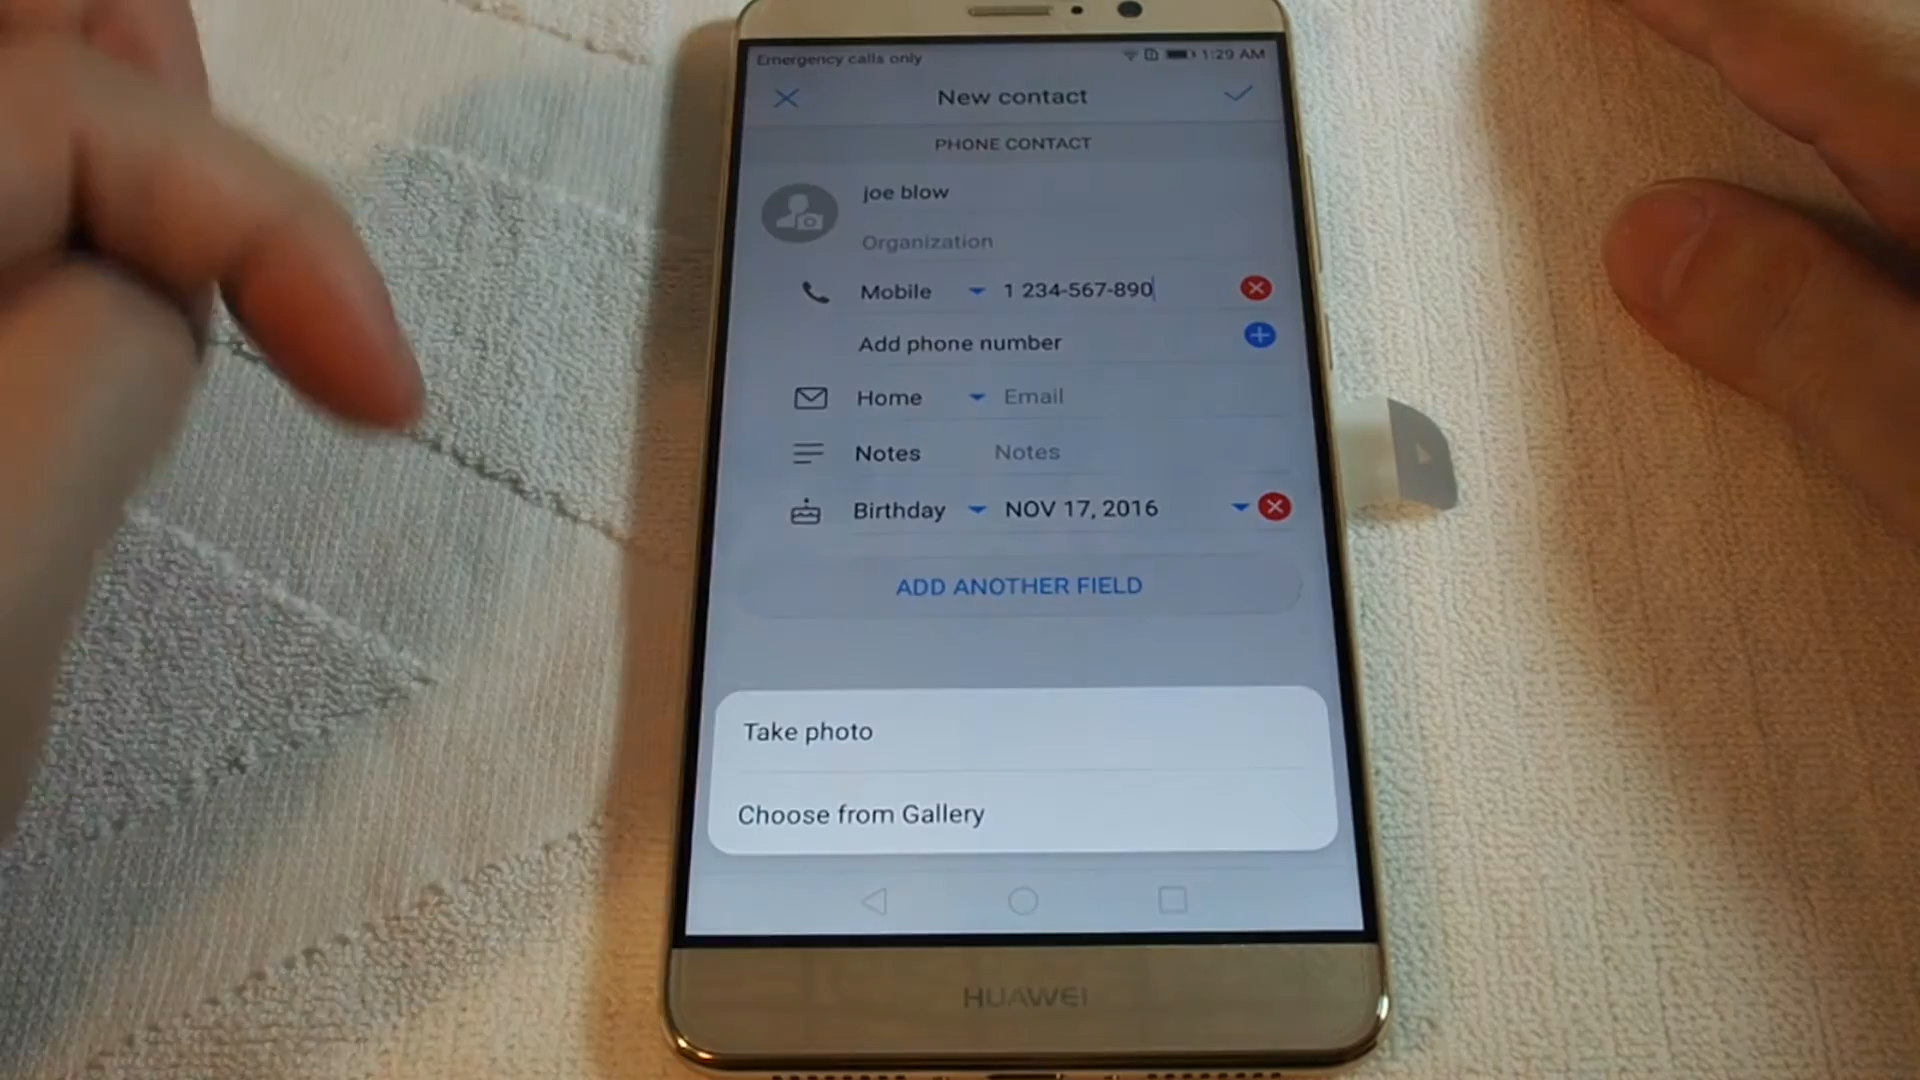 Emergency calls only 1:29 AM
New contact
PHONE CONTACT
joe blow
Organization
Mobile 1 234-567-890
Add phone number
Home Email
Notes Notes
Birthday NOV 17, 2016
ADD ANOTHER FIELD
Take photo
Choose from Gallery
HUAWEI